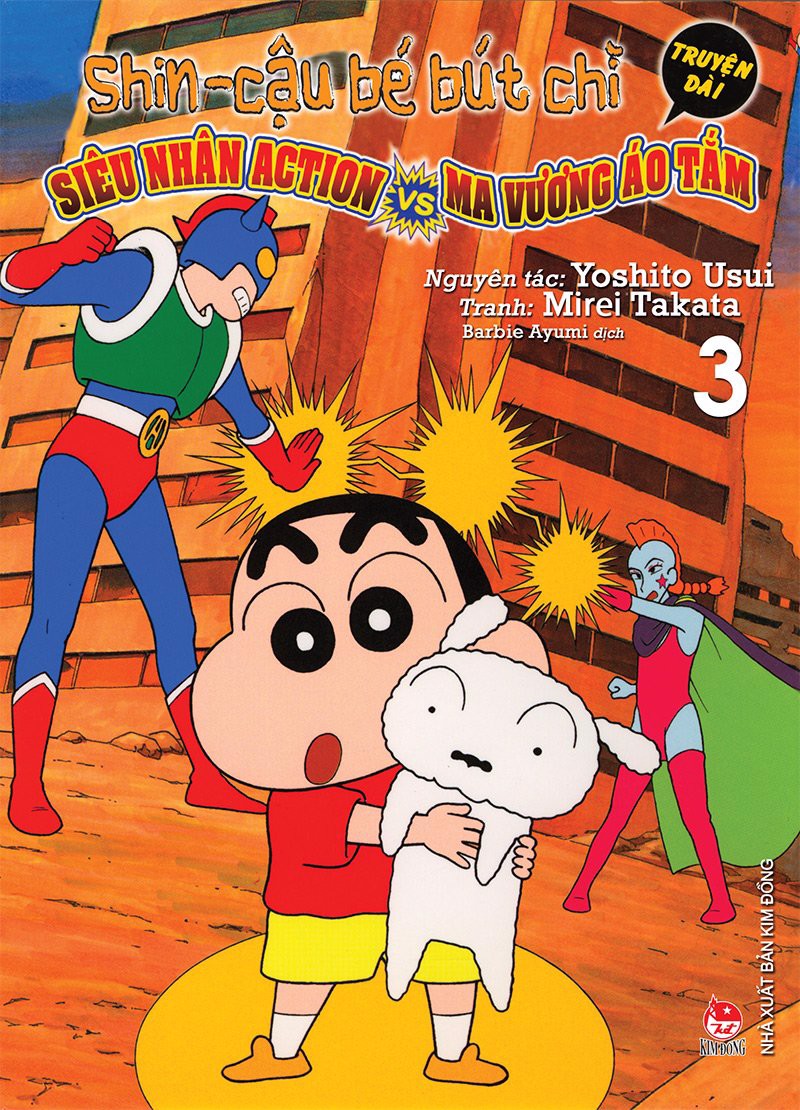 Shin-cậu bé bút chì
TRUYỆN
DÀI
SIÊU NHÂN ACTION VS MA VƯƠNG ÁO TẮM
Nguyên tác: Yoshito Usui
Tranh: Mirei Takata
Barbie Ayumi dịch
3
NHÀ XUẤT BẢN KIM ĐỒNG
KIM ĐỒNG